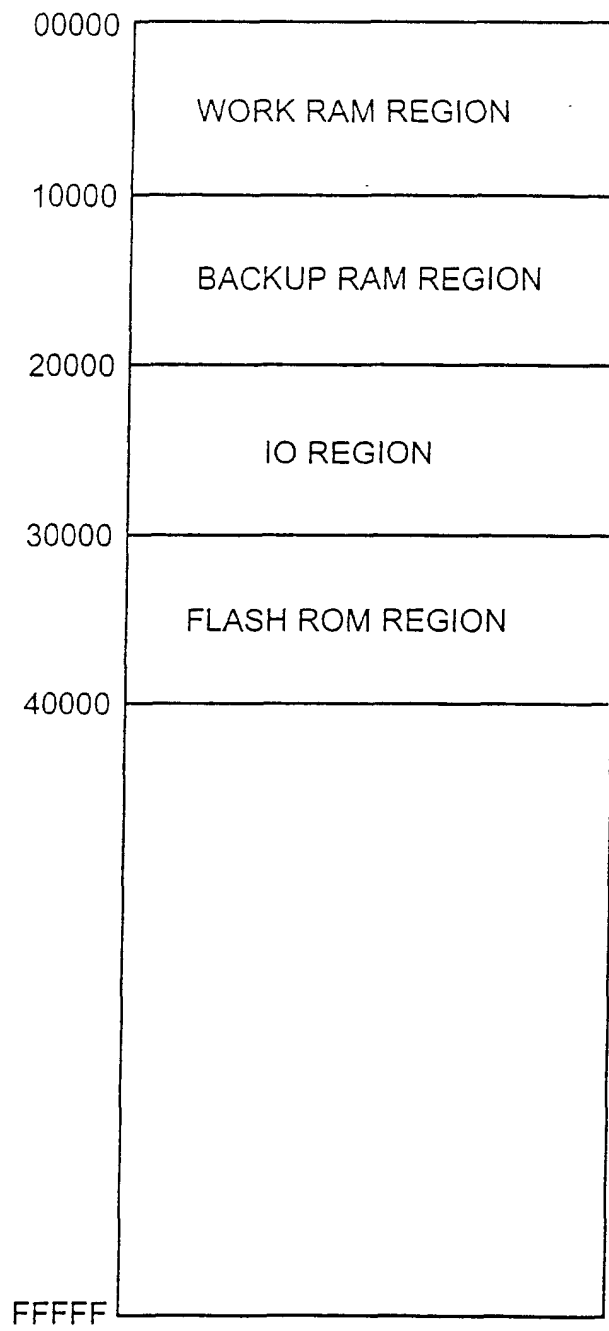 00000
WORK RAM REGION
10000
BACKUP RAM REGION
20000
IO REGION
30000
FLASH ROM REGION
40000
FFFFF